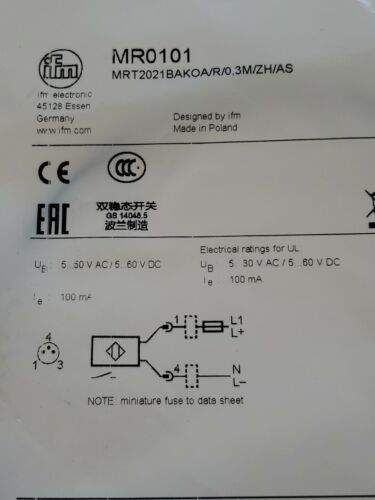 ifm
MR0101
MRT2021BAKOA/R/0,3M/ZH/AS
ifm electronic
45128 Essen
Germany
www.ifm.com
Designed by ifm
Made in Poland
CE
CCC
EAC
双稳态开关
GB 14048.5
波兰制造
UB : 5...50 V AC / 5...60 V DC
Ie : 100 mA
Electrical ratings for UL
UB : 5...30 V AC / 5...60 V DC
Ie : 100 mA
1
L1
L+
4
1
3
4
N
L–
NOTE: miniature fuse to data sheet